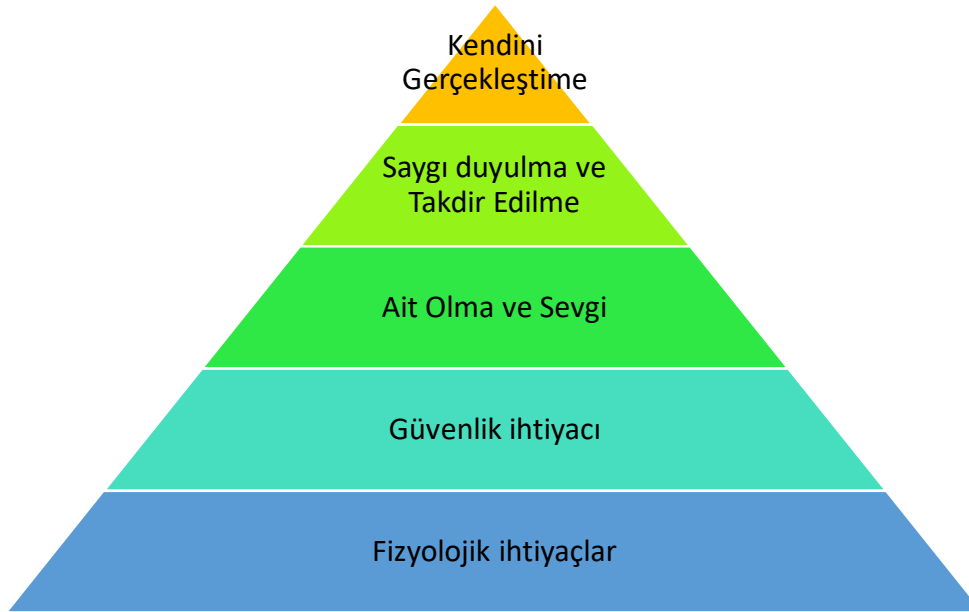 Kendini
Gerçekleştime
Saygı duyulma ve
Takdir Edilme
Ait Olma ve Sevgi
Güvenlik ihtiyacı
Fizyolojik ihtiyaçlar